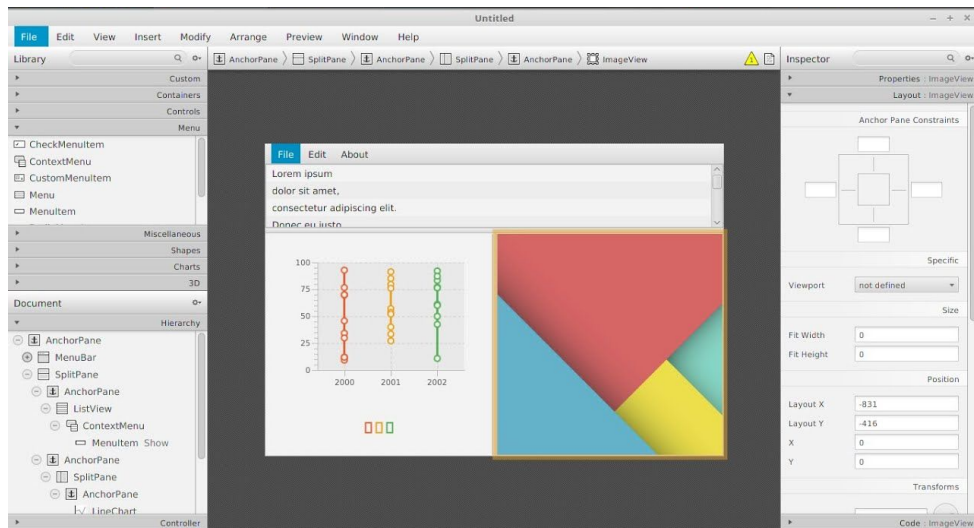 Untitled
File Edit View Insert Modify Arrange Preview Window Help
Library
AnchorPane SplitPane AnchorPane SplitPane AnchorPane ImageView
Inspector
Custom
Containers
Controls
Menu
CheckMenuItem
ContextMenu
CustomMenuItem
Menu
MenuItem
Miscellaneous
Shapes
Charts
3D
Document
Hierarchy
AnchorPane
MenuBar
SplitPane
AnchorPane
ListView
ContextMenu
MenuItem Show
AnchorPane
SplitPane
AnchorPane
LineChart
Controller
File Edit About
Lorem ipsum
dolor sit amet,
consectetur adipiscing elit.
Donec eu justo
100
75
50
25
0
2000 2001 2002
Properties : ImageView
Layout : ImageView
Anchor Pane Constraints
Specific
Viewport not defined
Size
Fit Width 0
Fit Height 0
Position
Layout X -831
Layout Y -416
X 0
Y 0
Transforms
Code : ImageView